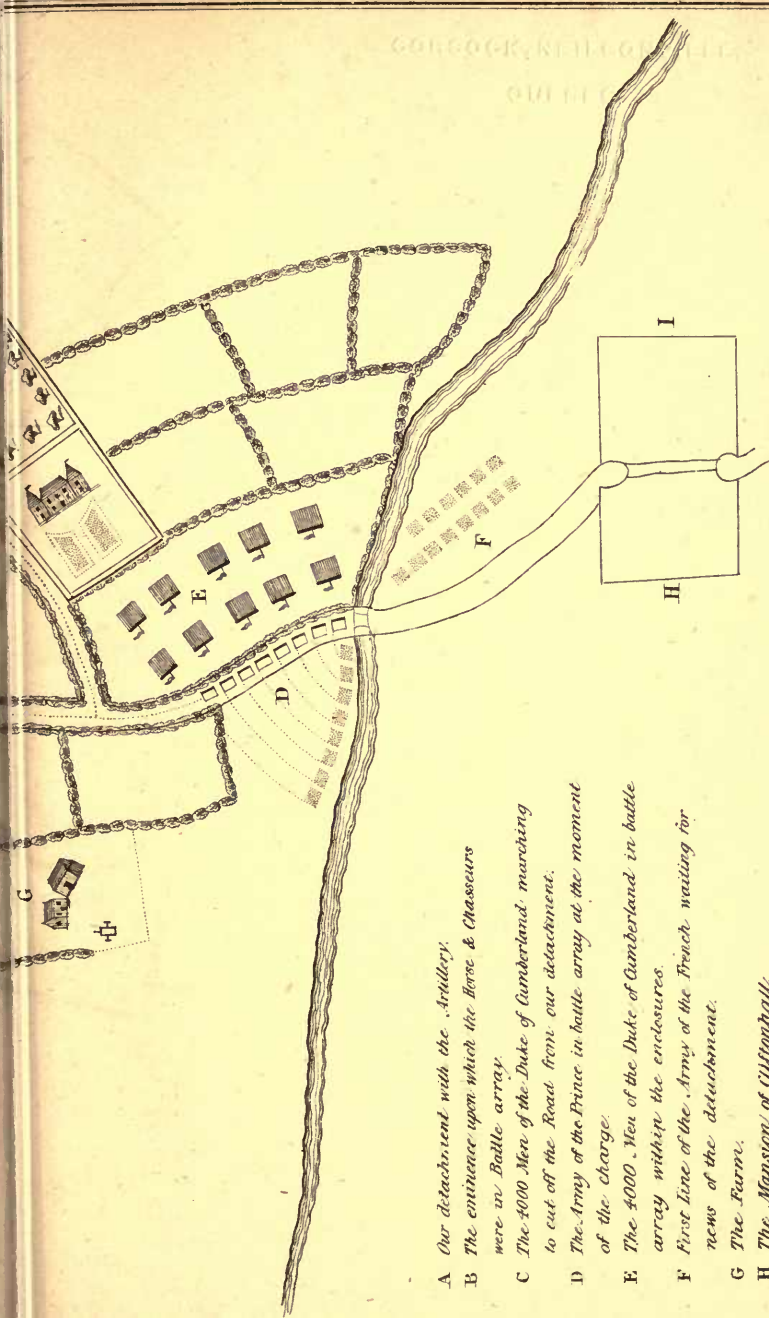 G
E
D
F
H
I
A Our detachment with the Artillery.
B The eminence upon which the Horse & Chasseurs
were in Battle array.
C The 4000 Men of the Duke of Cumberland marching
to cut off the Road from our detachment.
D The Army of the Prince in battle array at the moment
of the charge.
E The 4000 Men of the Duke of Cumberland in battle
array within the enclosures.
F First Line of the Army of the French waiting for
news of the detachment.
G The Farm.
H The Mansion of Cliftonhall